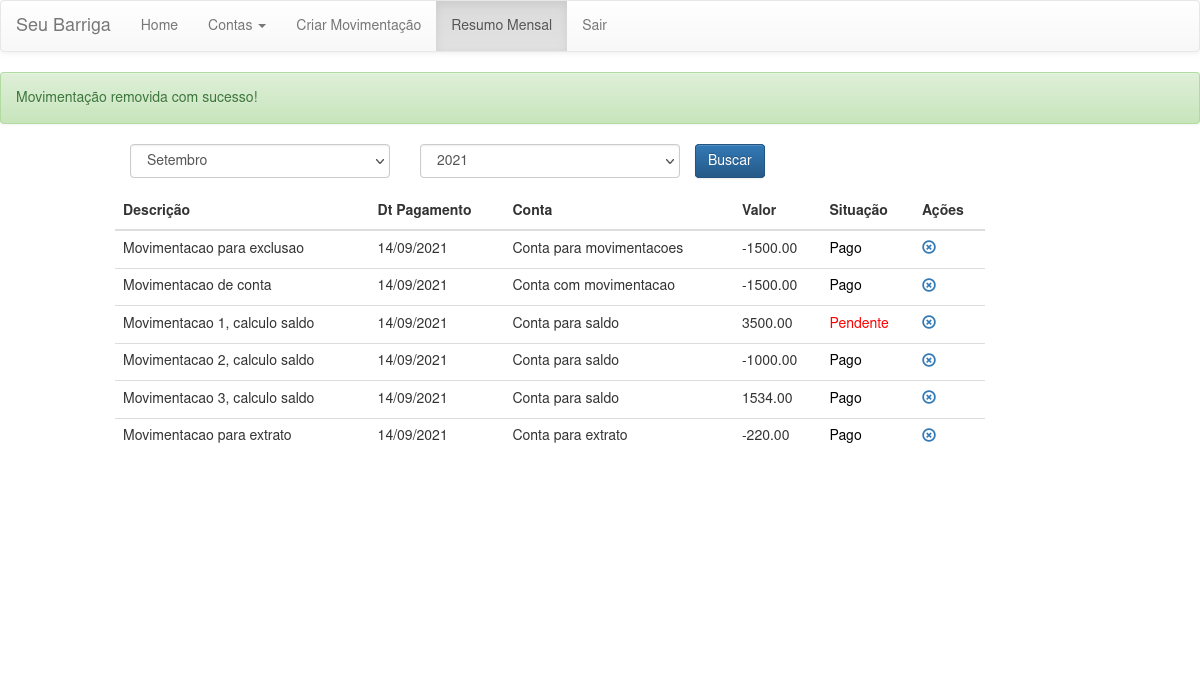 Seu Barriga Home Contas Criar Movimentação Resumo Mensal Sair
Movimentação removida com sucesso!
Setembro 2021 Buscar
Descrição Dt Pagamento Conta Valor Situação Ações
Movimentacao para exclusao 14/09/2021 Conta para movimentacoes -1500.00 Pago
Movimentacao de conta 14/09/2021 Conta com movimentacao -1500.00 Pago
Movimentacao 1, calculo saldo 14/09/2021 Conta para saldo 3500.00 Pendente
Movimentacao 2, calculo saldo 14/09/2021 Conta para saldo -1000.00 Pago
Movimentacao 3, calculo saldo 14/09/2021 Conta para saldo 1534.00 Pago
Movimentacao para extrato 14/09/2021 Conta para extrato -220.00 Pago